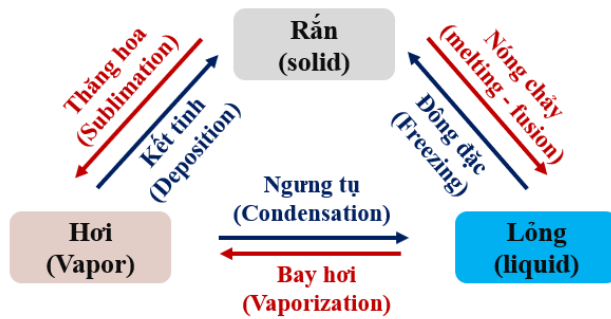 Rắn
(solid)
Thăng hoa
(Sublimation)
Kết tinh
(Deposition)
Nóng chảy
(melting - fusion)
Đông đặc
(Freezing)
Ngưng tụ
(Condensation)
Hơi
(Vapor)
Lỏng
(liquid)
Bay hơi
(Vaporization)